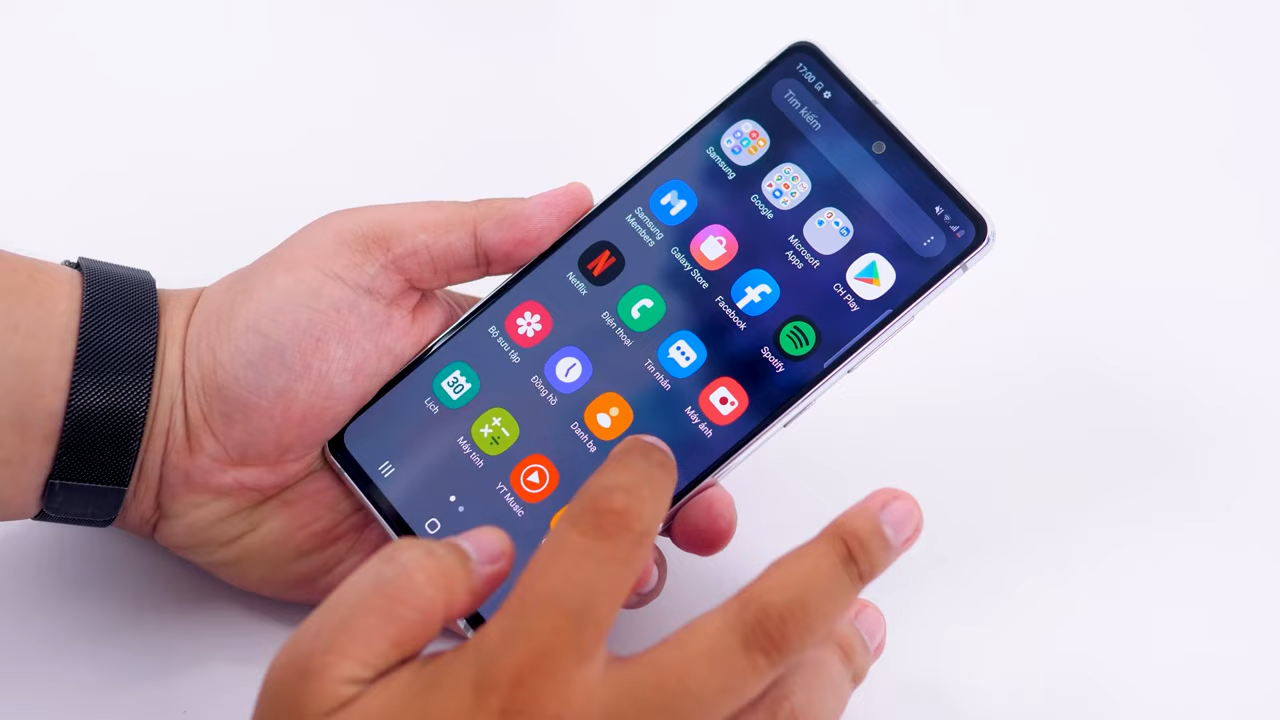 17:00
Tìm kiếm
Samsung
Google
Microsoft
Apps
CH Play
Samsung
Members
Galaxy Store
Facebook
Spotify
Netflix
Điện thoại
Tin nhắn
Máy ảnh
Bộ sưu tập
Đồng hồ
Danh bạ
30
Lịch
Máy tính
YT Music